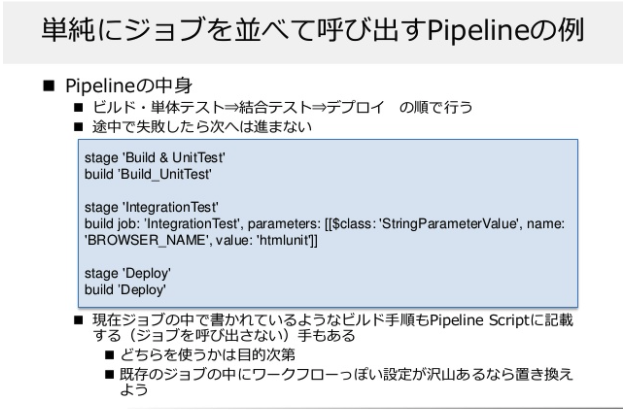 単純にジョブを並べて呼び出すPipelineの例
■ Pipelineの中身
■ ビルド・単体テスト⇒結合テスト⇒デプロイ　の順で行う
■ 途中で失敗したら次へは進まない
stage 'Build & UnitTest'
build 'Build_UnitTest'
stage 'IntegrationTest'
build job: 'IntegrationTest', parameters: [[$class: 'StringParameterValue', name:
'BROWSER_NAME', value: 'htmlunit']]
stage 'Deploy'
build 'Deploy'
■ 現在ジョブの中で書かれているようなビルド手順もPipeline Scriptに記載
する（ジョブを呼び出さない）手もある
■ どちらを使うかは目的次第
■ 既存のジョブの中にワークフローっぽい設定が沢山あるなら置き換え
よう